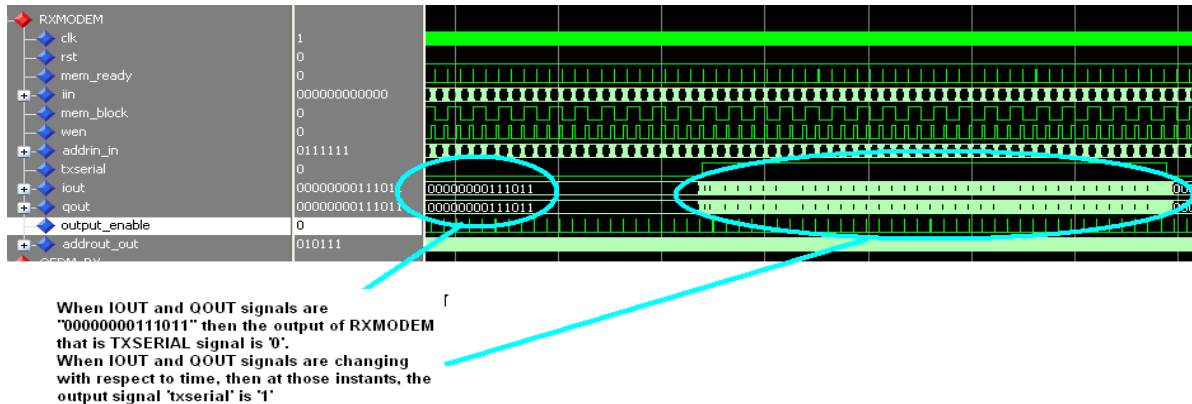 RXMODEM
clk 1
rst 0
mem_ready 0
iin 000000000000
mem_block 0
wen 0
addrin_in 0111111
txserial 0
iout 0000000011101 00000000111011
qout 00000000111011 00000000111011
output_enable 0
addrout_out 010111
When IOUT and QOUT signals are
"00000000111011" then the output of RXMODEM
that is TXSERIAL signal is '0'.
When IOUT and QOUT signals are changing
with respect to time, then at those instants, the
output signal 'txserial' is '1'